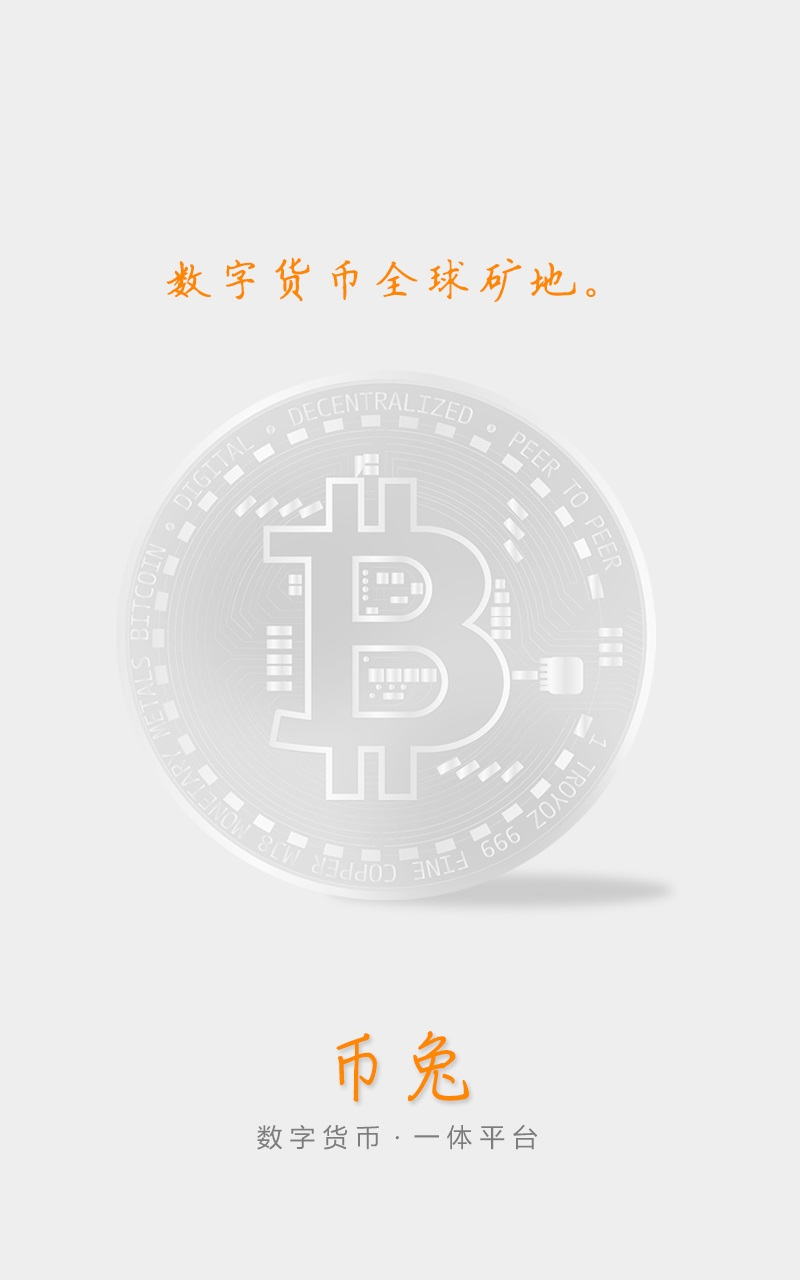 数字货币全球矿地。
BITCOIN • DIGITAL • DECENTRALIZED • PEER TO PEER
1 TROYOZ 999 FINE COPPER MJB MONETARY METALS
币兔
数字货币·一体平台